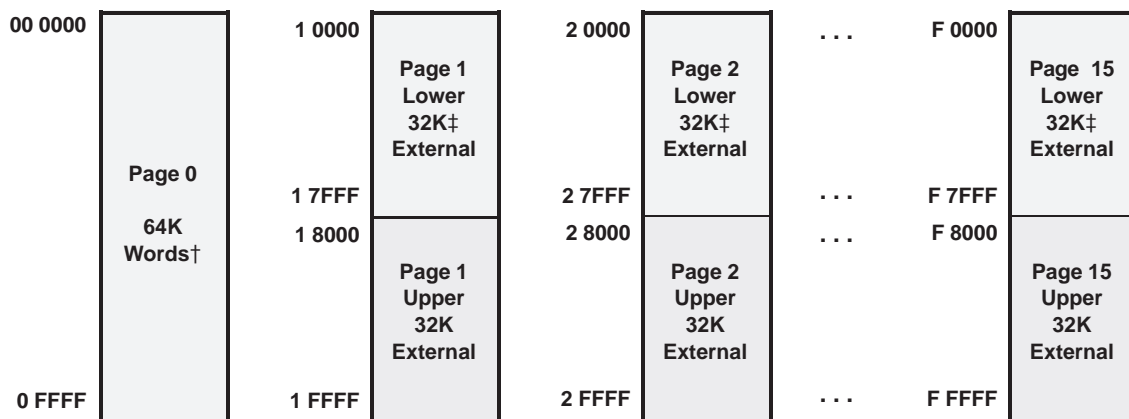 00 0000
0 FFFF
Page 0
64K
Words†
1 0000
1 7FFF
1 8000
1 FFFF
Page 1
Lower
32K‡
External
Page 1
Upper
32K
External
2 0000
2 7FFF
2 8000
2 FFFF
Page 2
Lower
32K‡
External
Page 2
Upper
32K
External
. . .
. . .
. . .
. . .
F 0000
F 7FFF
F 8000
F FFFF
Page 15
Lower
32K‡
External
Page 15
Upper
32K
External